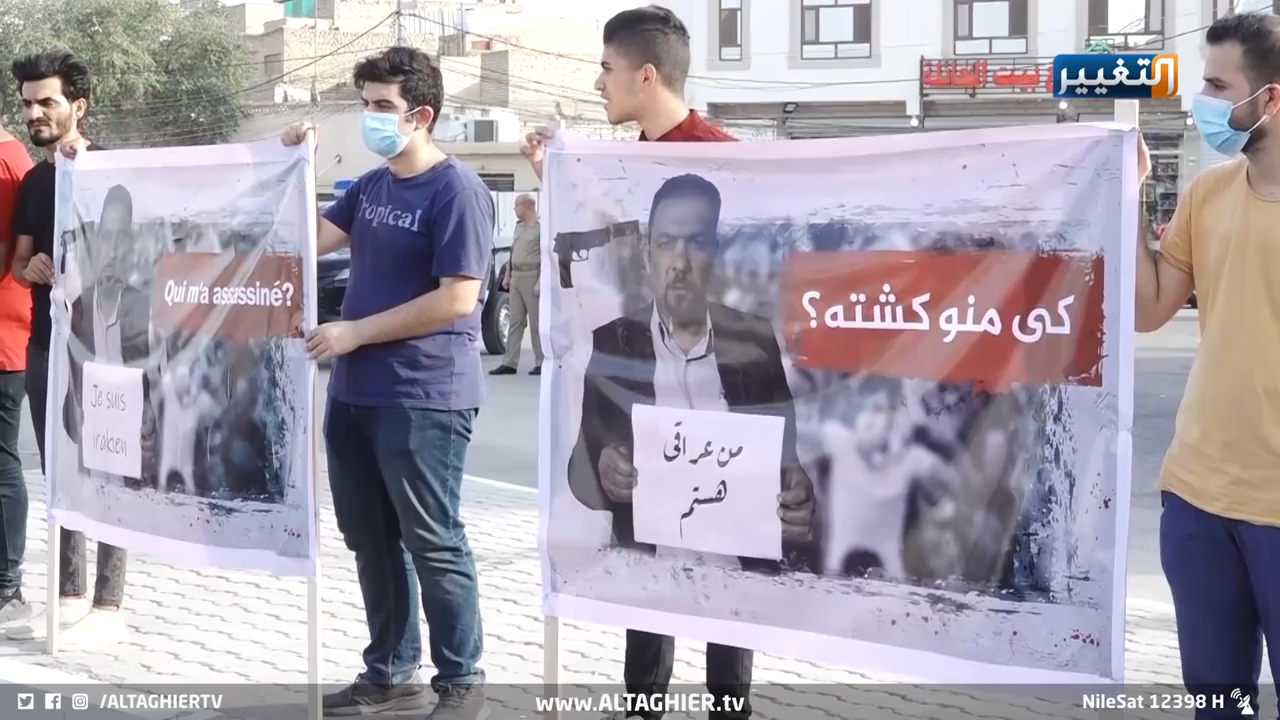 التغيير
Tropical
Qui m'a assassiné?
Je suis
irakien
کی منو کشته؟
من عراقی
هستم
/ALTAGHIERTV
www.ALTAGHIER.tv
NileSat 12398 H